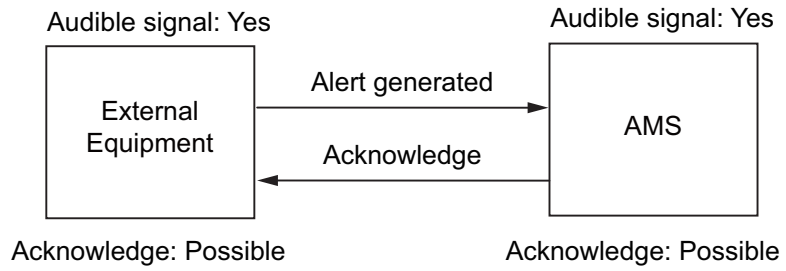 Audible signal: Yes
Audible signal: Yes
External
Equipment
Alert generated
AMS
Acknowledge
Acknowledge: Possible
Acknowledge: Possible